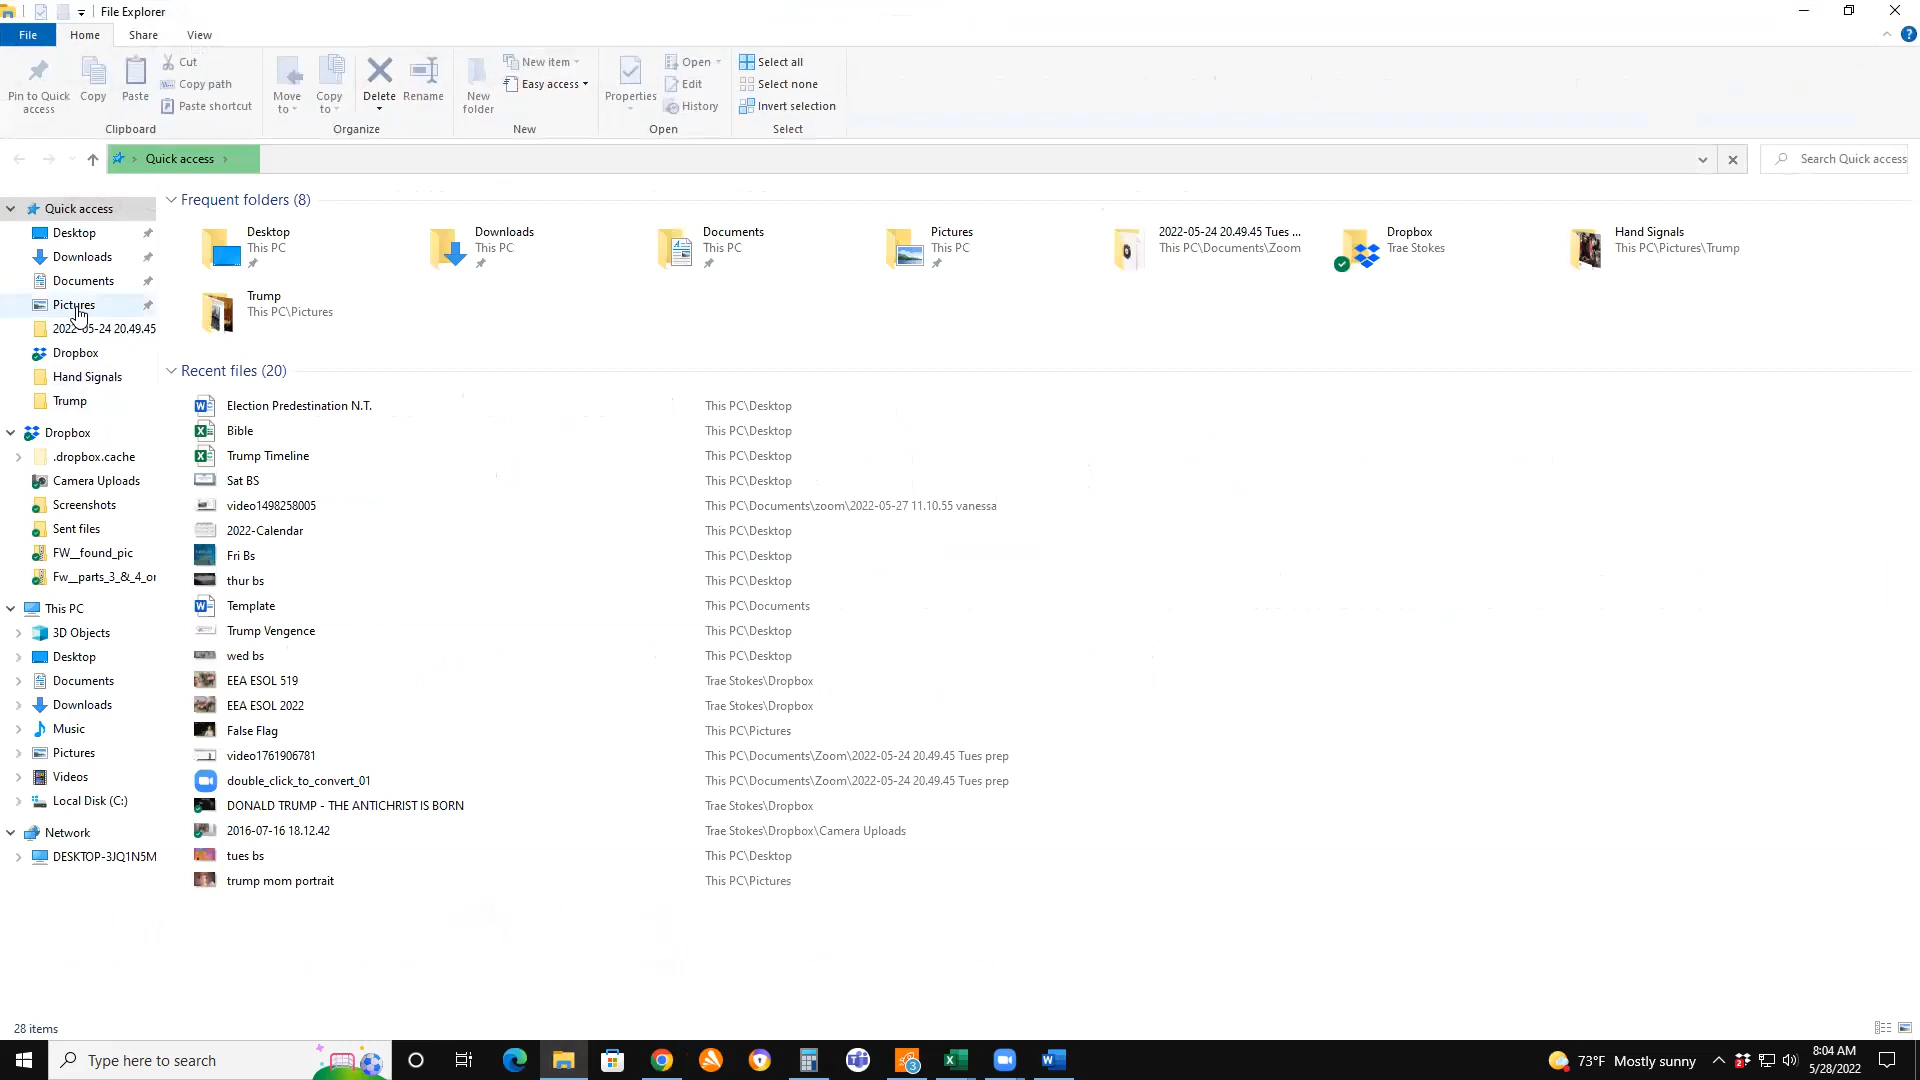 File Explorer
File Home Share View
Pin to Quick access
Copy
Paste
Cut
Copy path
Paste shortcut
Clipboard
Move to
Copy to
Delete
Rename
Organize
New folder
New item
Easy access
New
Properties
Open
Edit
History
Open
Select all
Select none
Invert selection
Select
Quick access
Search Quick access
Quick access
Desktop
Downloads
Documents
Pictures
2022-05-24 20.49.45
Dropbox
Hand Signals
Trump
Dropbox
.dropbox.cache
Camera Uploads
Screenshots
Sent files
FW__found_pic
Fw__parts_3_&_4_or
This PC
3D Objects
Desktop
Documents
Downloads
Music
Pictures
Videos
Local Disk (C:)
Network
DESKTOP-3JQ1N5M
Frequent folders (8)
Desktop
This PC
Downloads
This PC
Documents
This PC
Pictures
This PC
2022-05-24 20.49.45 Tues ...
This PC\Documents\Zoom
Dropbox
Trae Stokes
Hand Signals
This PC\Pictures\Trump
Trump
This PC\Pictures
Recent files (20)
Election Predestination N.T. This PC\Desktop
Bible This PC\Desktop
Trump Timeline This PC\Desktop
Sat BS This PC\Desktop
video1498258005 This PC\Documents\zoom\2022-05-27 11.10.55 vanessa
2022-Calendar This PC\Desktop
Fri Bs This PC\Desktop
thur bs This PC\Desktop
Template This PC\Documents
Trump Vengence This PC\Desktop
wed bs This PC\Desktop
EEA ESOL 519 Trae Stokes\Dropbox
EEA ESOL 2022 Trae Stokes\Dropbox
False Flag This PC\Pictures
video1761906781 This PC\Documents\Zoom\2022-05-24 20.49.45 Tues prep
double_click_to_convert_01 This PC\Documents\Zoom\2022-05-24 20.49.45 Tues prep
DONALD TRUMP - THE ANTICHRIST IS BORN Trae Stokes\Dropbox
2016-07-16 18.12.42 Trae Stokes\Dropbox\Camera Uploads
tues bs This PC\Desktop
trump mom portrait This PC\Pictures
28 items
Type here to search
3
73°F Mostly sunny
2
8:04 AM
5/28/2022